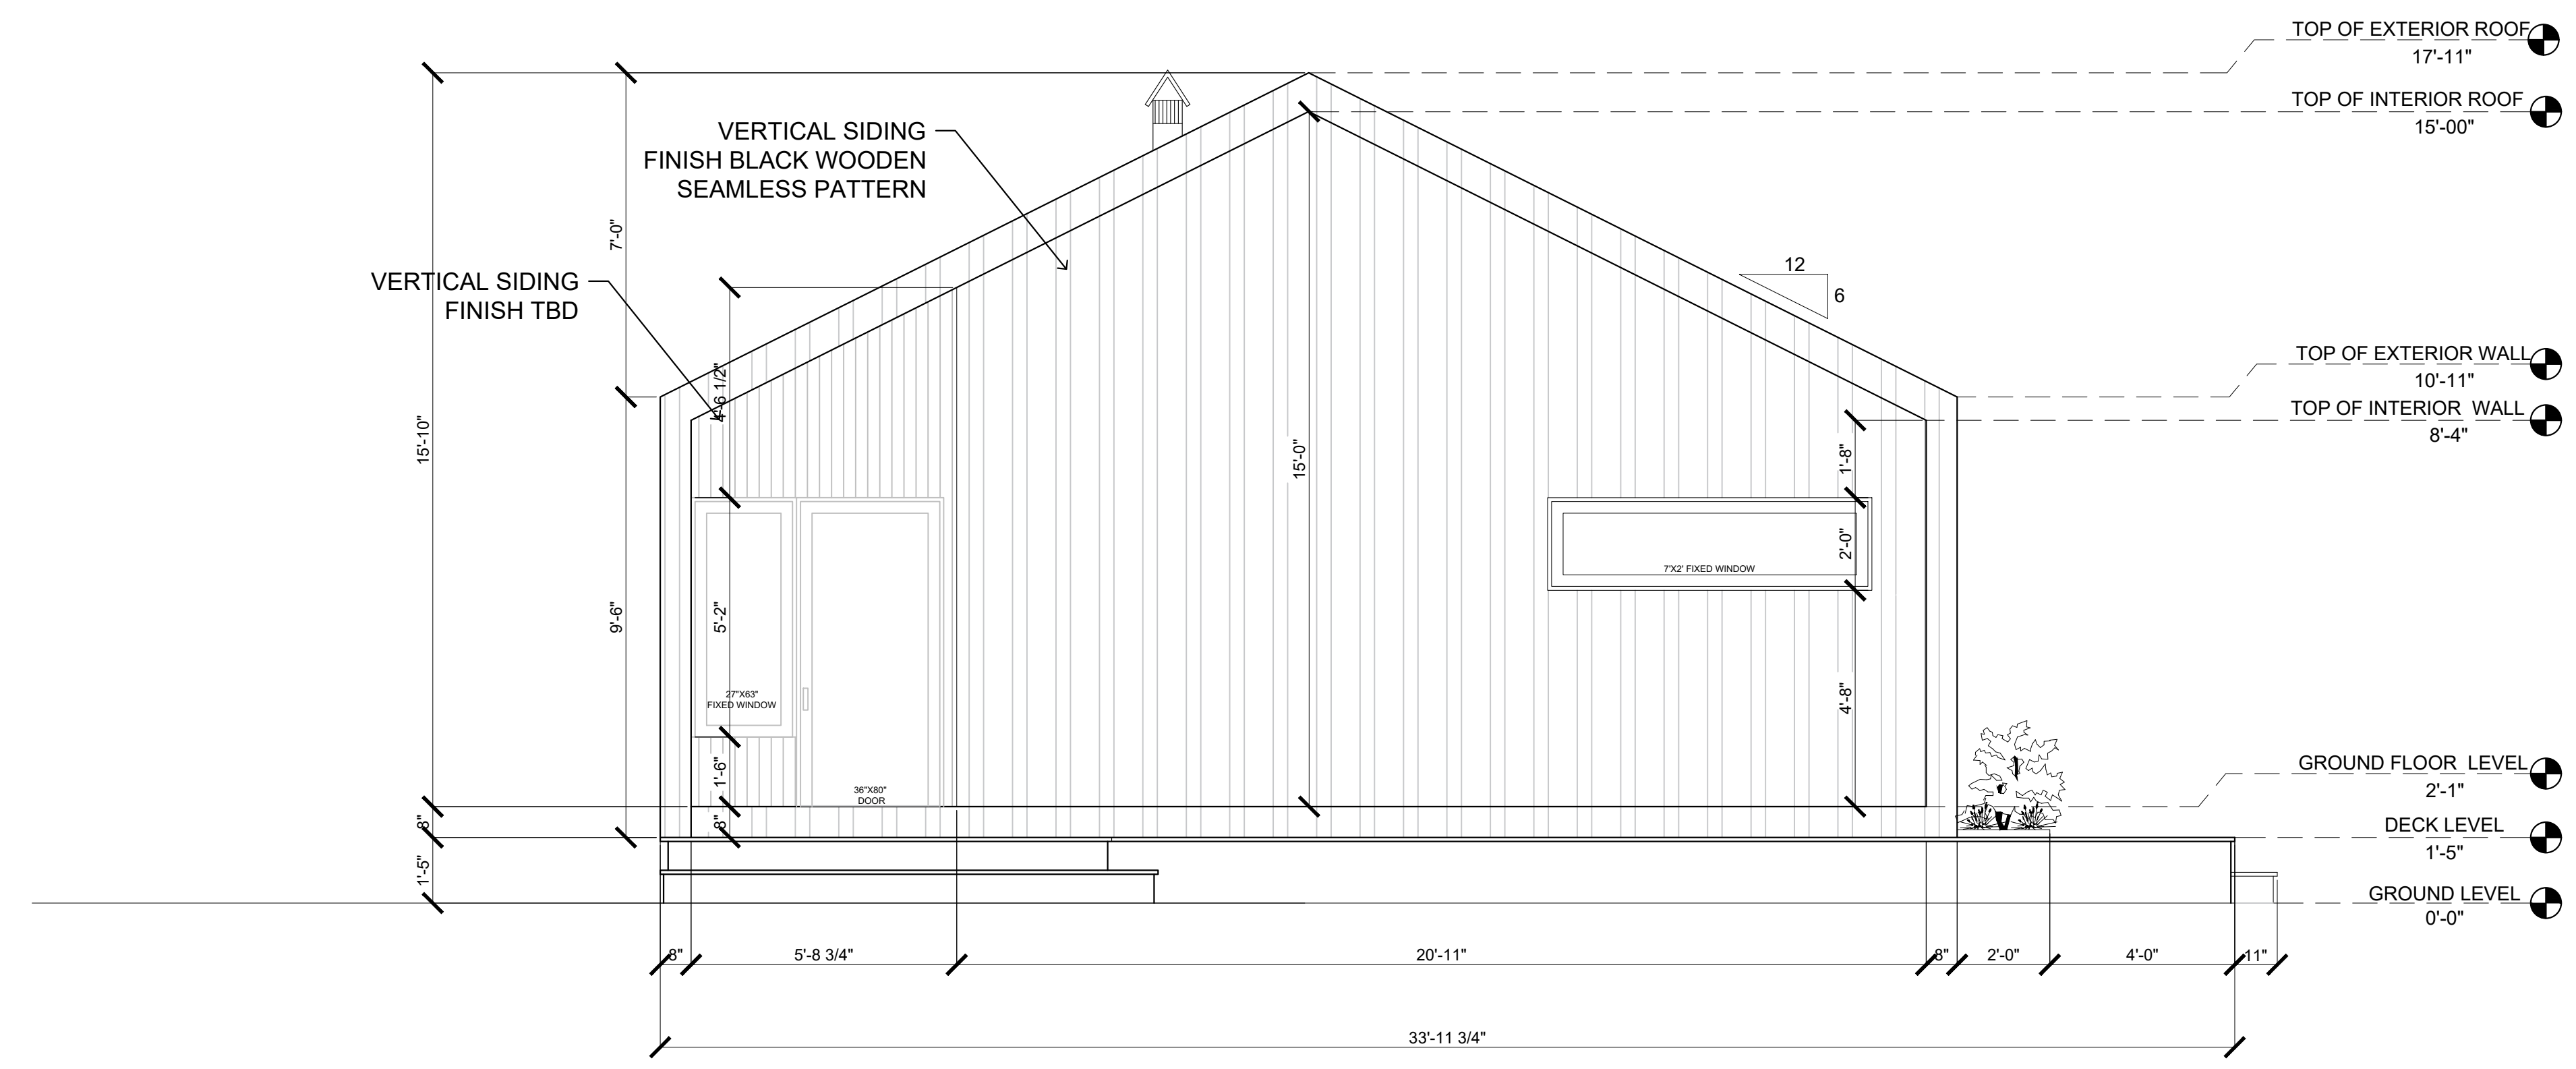 TOP OF EXTERIOR ROOF
17'-11"
TOP OF INTERIOR ROOF
15'-00"
VERTICAL SIDING
FINISH BLACK WOODEN
SEAMLESS PATTERN
7'-0"
12
6
VERTICAL SIDING
FINISH TBD
TOP OF EXTERIOR WALL
10'-11"
TOP OF INTERIOR WALL
8'-4"
4'-6 1/2"
15'-10"
15'-0"
1'-8"
2'-0"
7'X2' FIXED WINDOW
9'-6"
5'-2"
27"X63"
FIXED WINDOW
4'-8"
1'-6"
36"X80"
DOOR
GROUND FLOOR LEVEL
2'-1"
8"
8"
DECK LEVEL
1'-5"
1'-5"
GROUND LEVEL
0'-0"
8"
5'-8 3/4"
20'-11"
8"
2'-0"
4'-0"
11"
33'-11 3/4"